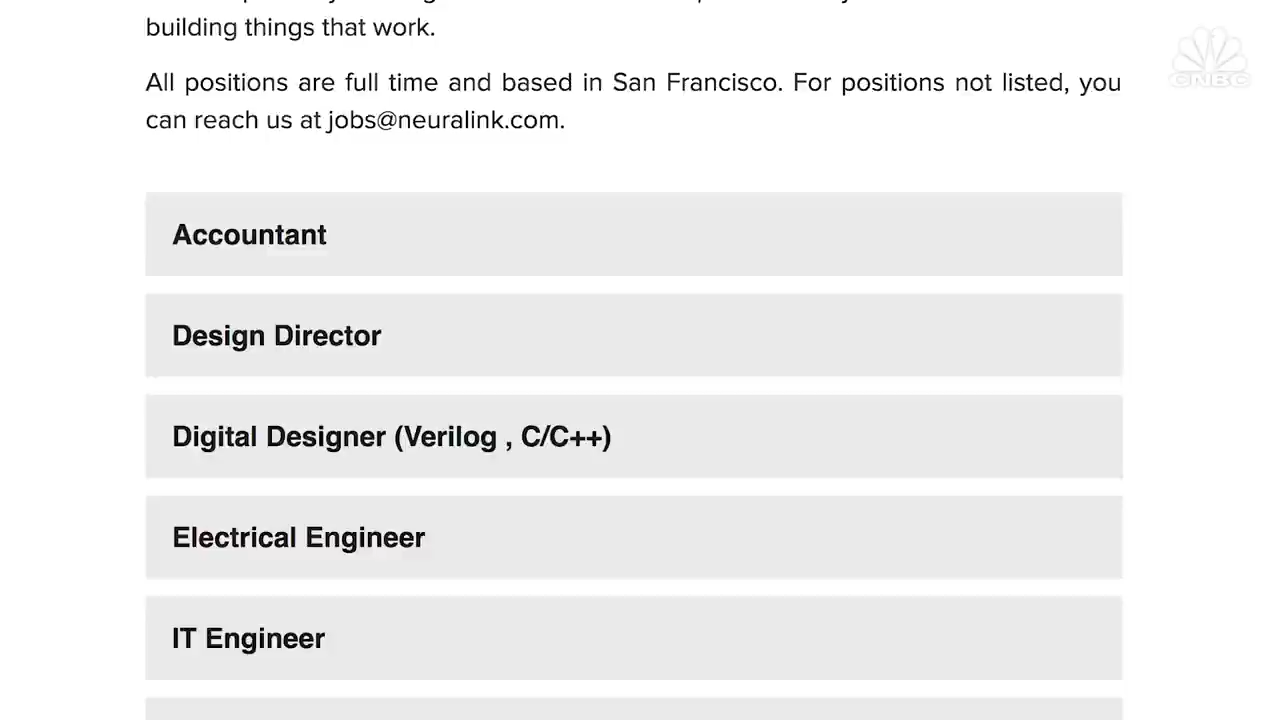 building things that work.
All positions are full time and based in San Francisco. For positions not listed, you
can reach us at jobs@neuralink.com.
Accountant
Design Director
Digital Designer (Verilog , C/C++)
Electrical Engineer
IT Engineer
CNBC